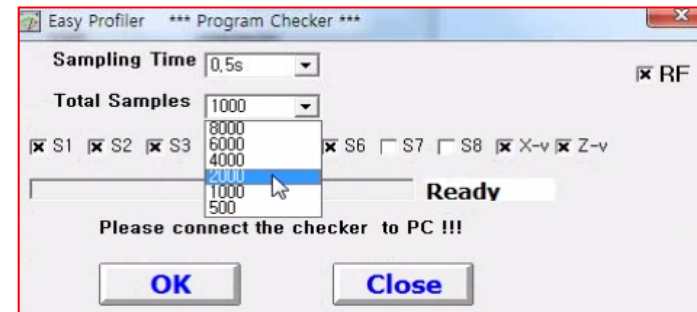 Easy Profiler *** Program Checker ***
Sampling Time 0,5s
RF
Total Samples 1000
8000
S1 S2 S3 6000 S6 S7 S8 X-v Z-v
4000
2000
1000 Ready
500
Please connect the checker to PC !!!
OK Close